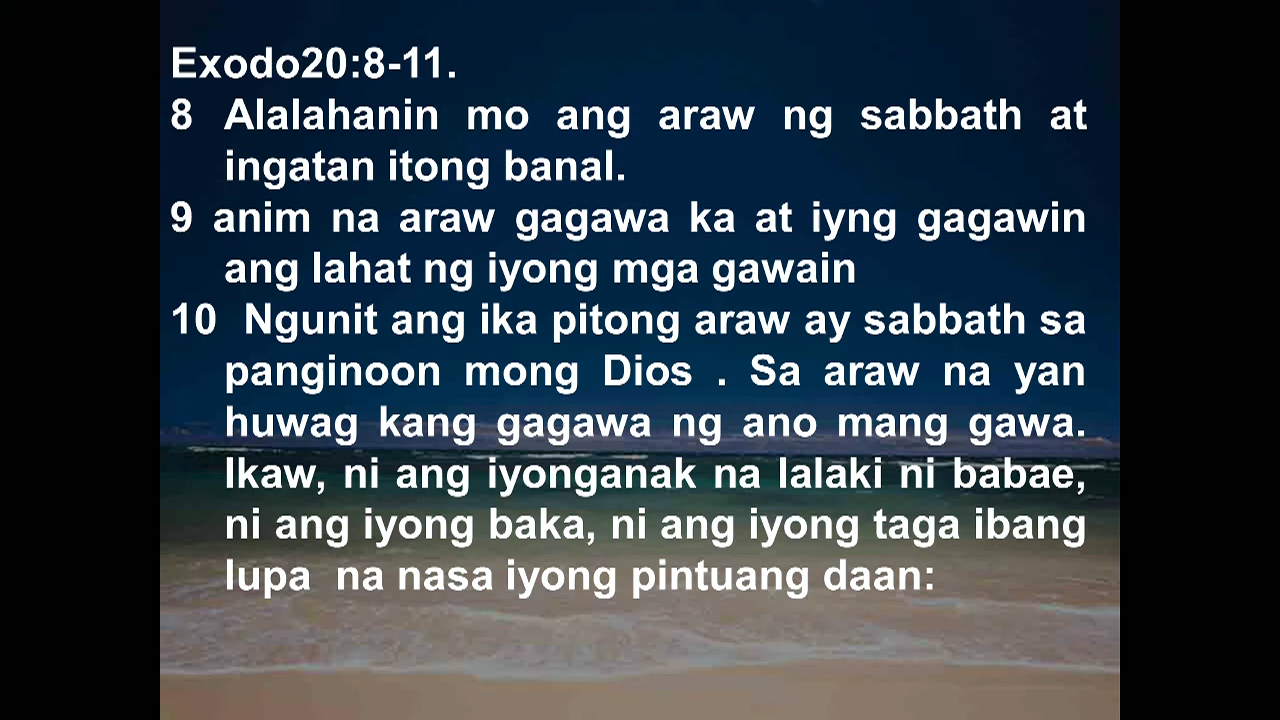 Exodo20:8-11.
8 Alalahanin mo ang araw ng sabbath at
ingatan itong banal.
9 anim na araw gagawa ka at iyng gagawin
ang lahat ng iyong mga gawain
10 Ngunit ang ika pitong araw ay sabbath sa
panginoon mong Dios . Sa araw na yan
huwag kang gagawa ng ano mang gawa.
Ikaw, ni ang iyonganak na lalaki ni babae,
ni ang iyong baka, ni ang iyong taga ibang
lupa na nasa iyong pintuang daan: